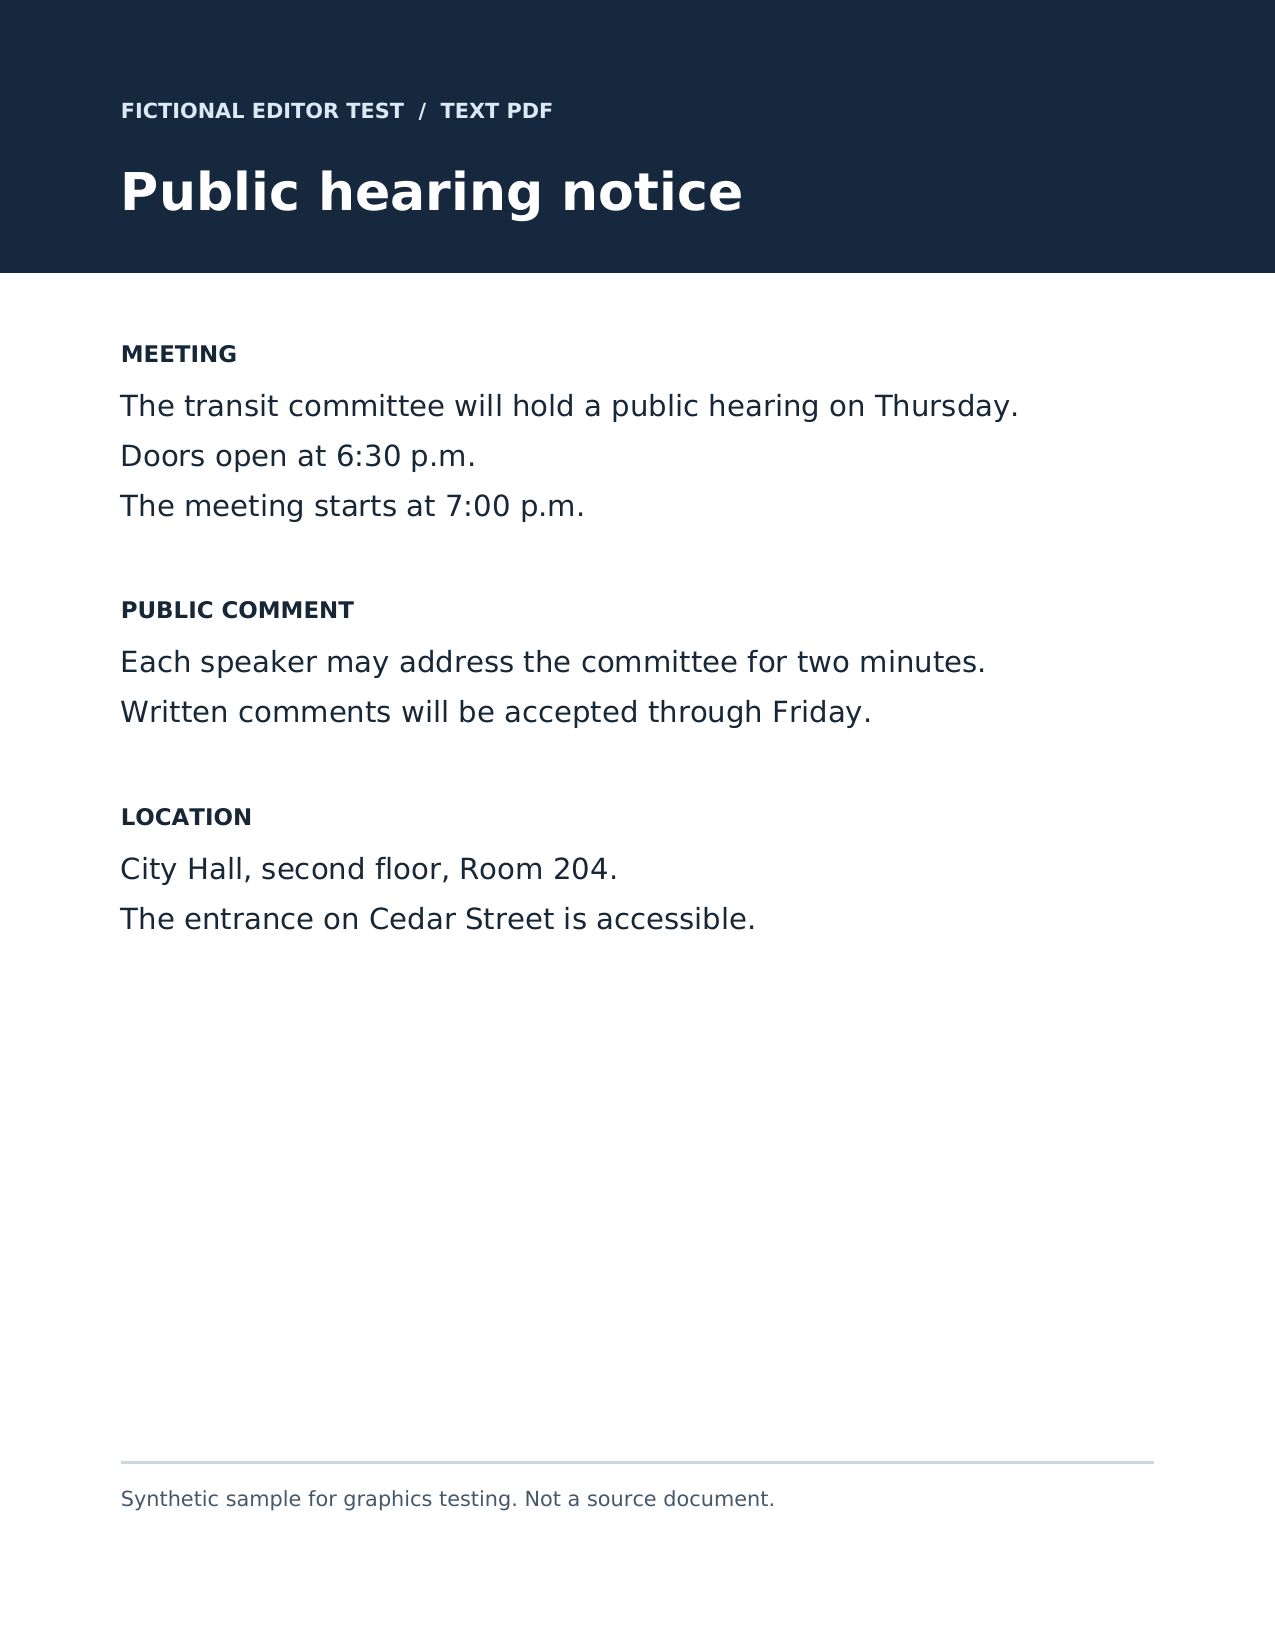 FICTIONAL EDITOR TEST / TEXT PDF
Public hearing notice
MEETING
The transit committee will hold a public hearing on Thursday.
Doors open at 6:30 p.m.
The meeting starts at 7:00 p.m.
PUBLIC COMMENT
Each speaker may address the committee for two minutes.
Written comments will be accepted through Friday.
LOCATION
City Hall, second floor, Room 204.
The entrance on Cedar Street is accessible.
Synthetic sample for graphics testing. Not a source document.